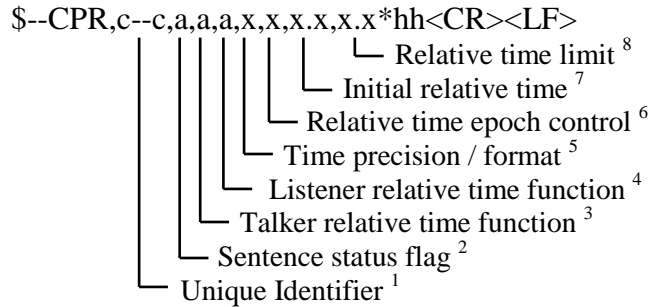 $--CPR,c--c,a,a,a,x,x,x.x,x.x*hh<CR><LF>
Relative time limit 8
Initial relative time 7
Relative time epoch control 6
Time precision / format 5
Listener relative time function 4
Talker relative time function 3
Sentence status flag 2
Unique Identifier 1